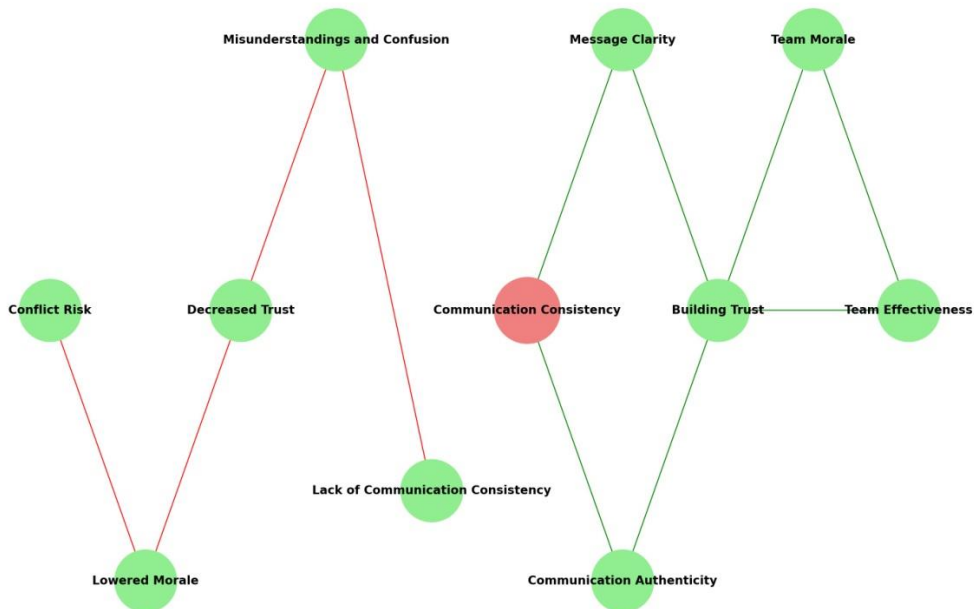 Misunderstandings and Confusion
Message Clarity
Team Morale
Conflict Risk
Decreased Trust
Communication Consistency
Building Trust
Team Effectiveness
Lack of Communication Consistency
Lowered Morale
Communication Authenticity